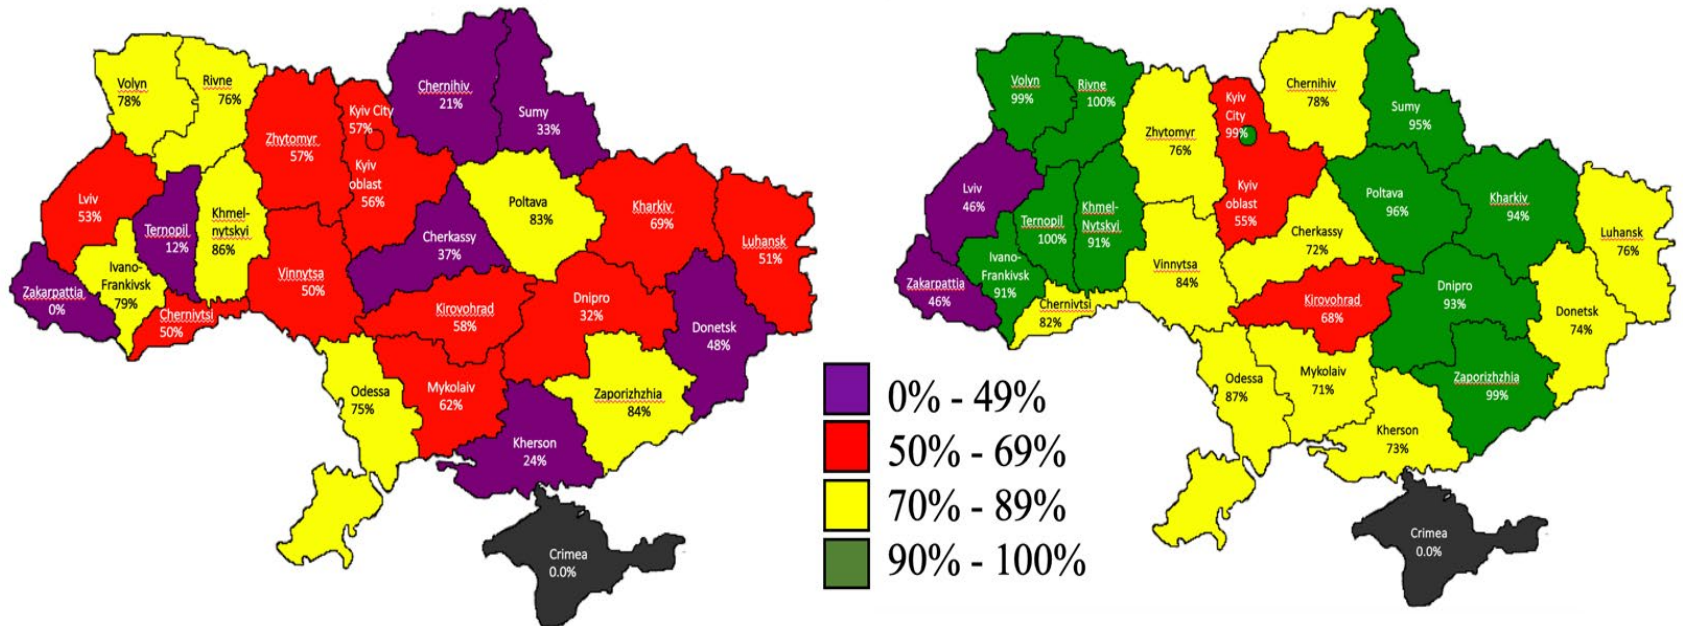 Volyn
78%
Rivne
76%
Zhytomyr
57%
Kyiv City
57%
Kyiv
oblast
56%
Chernihiv
21%
Sumy
33%
Lviv
53%
Ternopil
12%
Khmel-
nytskyi
86%
Ivano-
Frankivsk
79%
Zakarpattia
0%
Chernivtsi
50%
Vinnytsa
50%
Cherkassy
37%
Poltava
83%
Kharkiv
69%
Luhansk
51%
Kirovohrad
58%
Dnipro
32%
Donetsk
48%
Odessa
75%
Mykolaiv
62%
Zaporizhzhia
84%
Kherson
24%
Crimea
0.0%
0% - 49%
50% - 69%
70% - 89%
90% - 100%
Volyn
99%
Rivne
100%
Zhytomyr
76%
Kyiv
City
99%
Kyiv
oblast
55%
Chernihiv
78%
Sumy
95%
Lviv
46%
Ternopil
100%
Khmel-
Nytskyi
91%
Ivano-
Frankivsk
91%
Zakarpattia
46%
Chernivtsi
82%
Vinnytsa
84%
Cherkassy
72%
Poltava
96%
Kharkiv
94%
Luhansk
76%
Kirovohrad
68%
Dnipro
93%
Donetsk
74%
Odessa
87%
Mykolaiv
71%
Zaporizhzhia
99%
Kherson
73%
Crimea
0.0%